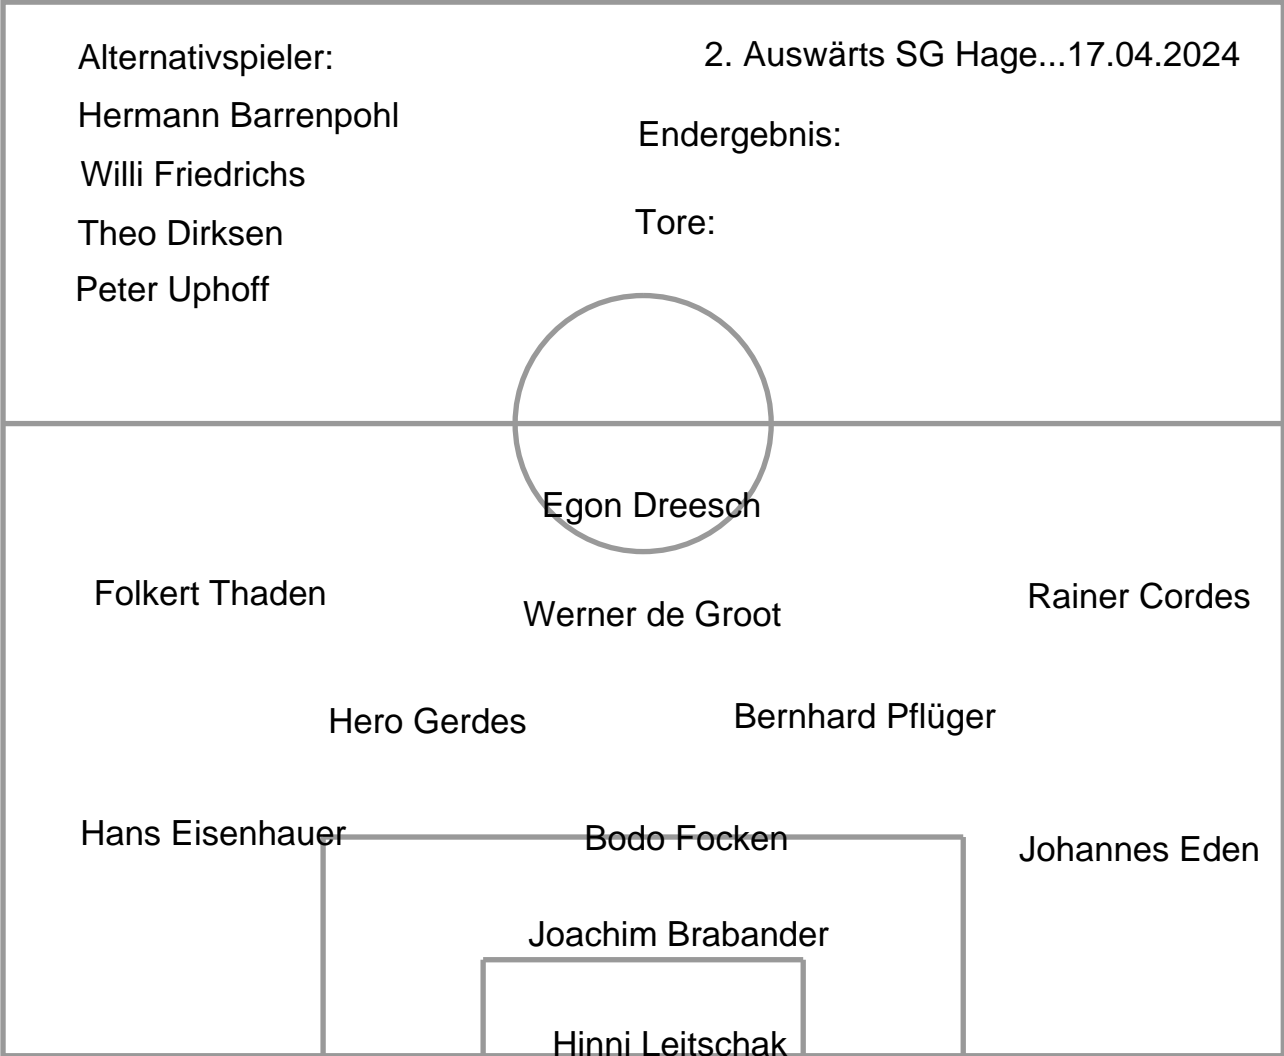 Alternativspieler:
Hermann Barrenpohl
Willi Friedrichs
Theo Dirksen
Peter Uphoff
2. Auswärts SG Hage...17.04.2024
Endergebnis:
Tore:
Egon Dreesch
Folkert Thaden
Werner de Groot
Rainer Cordes
Hero Gerdes
Bernhard Pflüger
Hans Eisenhauer
Bodo Focken
Johannes Eden
Joachim Brabander
Hinni Leitschak